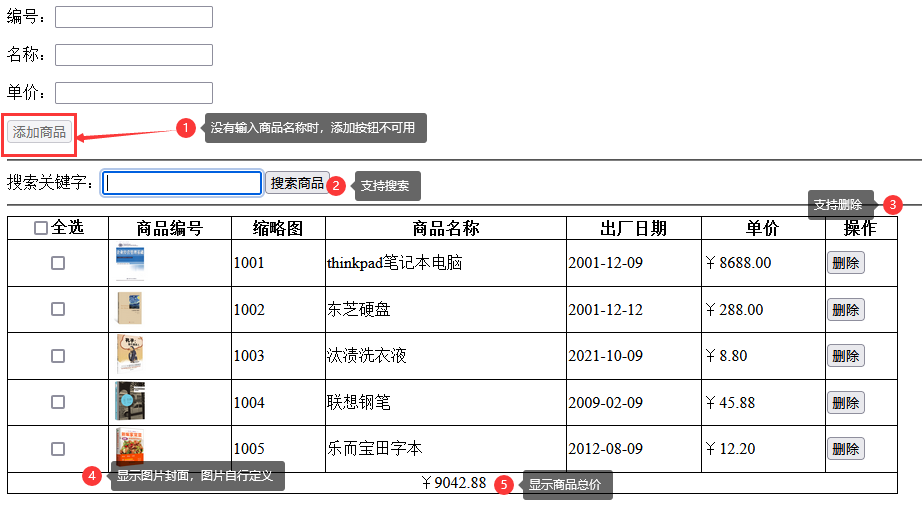 编号：
名称：
单价：
添加商品 1 没有输入商品名称时，添加按钮不可用
搜索关键字： 搜索商品 2 支持搜索
支持删除 3
全选 商品编号 缩略图 商品名称 出厂日期 单价 操作
1001 thinkpad笔记本电脑 2001-12-09 ￥8688.00 删除
1002 东芝硬盘 2001-12-12 ￥288.00 删除
1003 汰渍洗衣液 2021-10-09 ￥8.80 删除
1004 联想钢笔 2009-02-09 ￥45.88 删除
1005 乐而宝田字本 2012-08-09 ￥12.20 删除
4 显示图片封面，图片自行定义
￥9042.88 5 显示商品总价